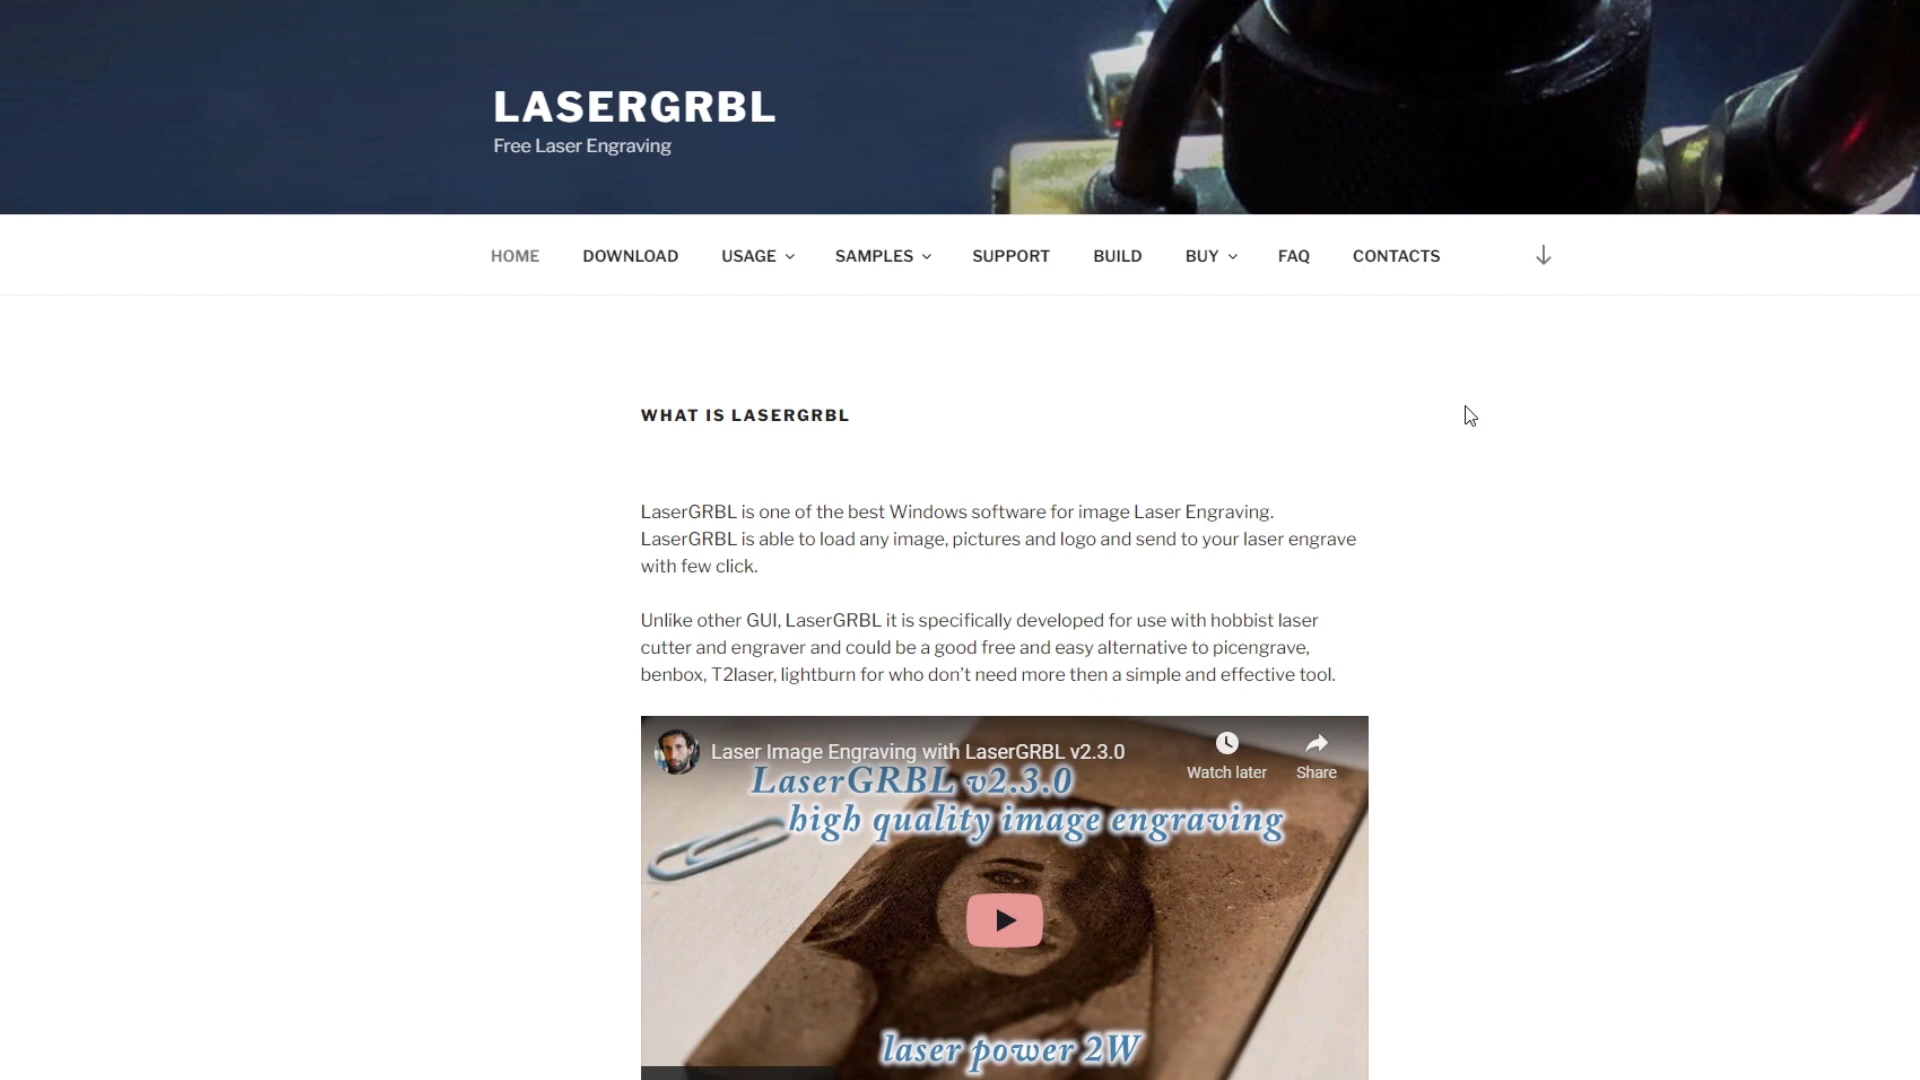 LASERGRBL
Free Laser Engraving
HOME DOWNLOAD USAGE SAMPLES SUPPORT BUILD BUY FAQ CONTACTS
WHAT IS LASERGRBL
LaserGRBL is one of the best Windows software for image Laser Engraving.
LaserGRBL is able to load any image, pictures and logo and send to your laser engrave
with few click.
Unlike other GUI, LaserGRBL it is specifically developed for use with hobbist laser
cutter and engraver and could be a good free and easy alternative to picengrave,
benbox, T2laser, lightburn for who don’t need more then a simple and effective tool.
Laser Image Engraving with LaserGRBL v2.3.0
Watch later Share
LaserGRBL v2.3.0
high quality image engraving
laser power 2W